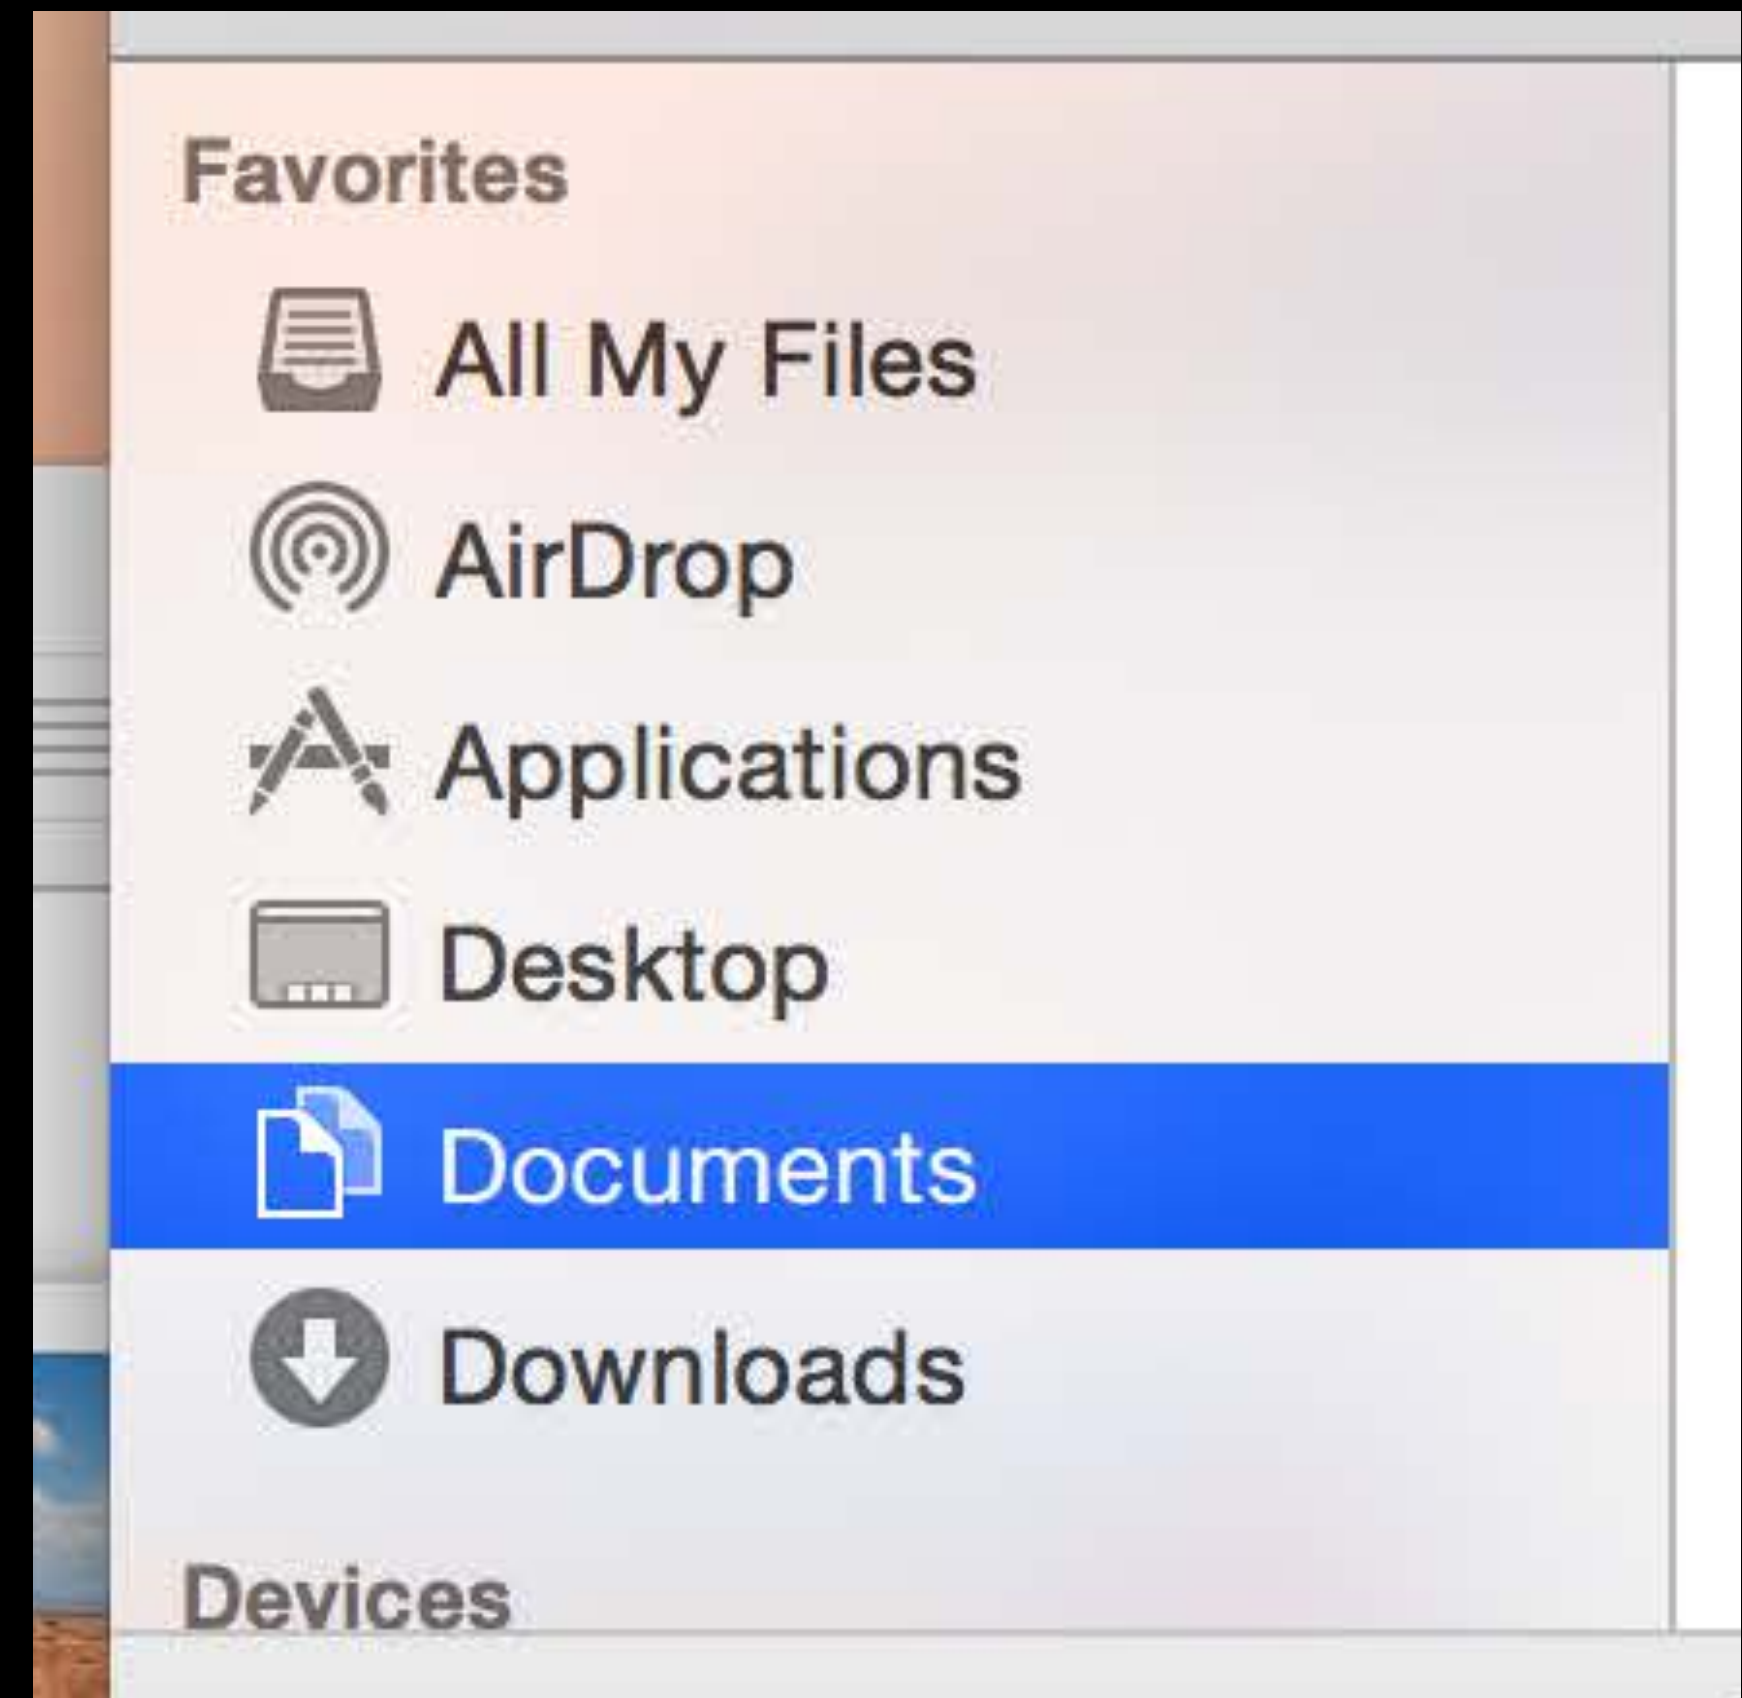 Favorites
All My Files
AirDrop
Applications
Desktop
Documents
Downloads
Devices